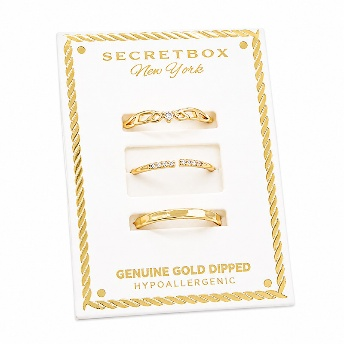 SECRETBOX
New York
GENUINE GOLD DIPPED
HYPOALLERGENIC